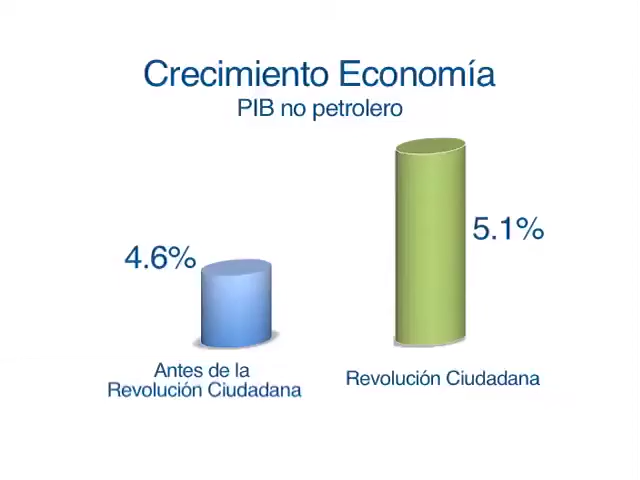 Crecimiento Economía
PIB no petrolero
4.6%
5.1%
Antes de la
Revolución Ciudadana
Revolución Ciudadana